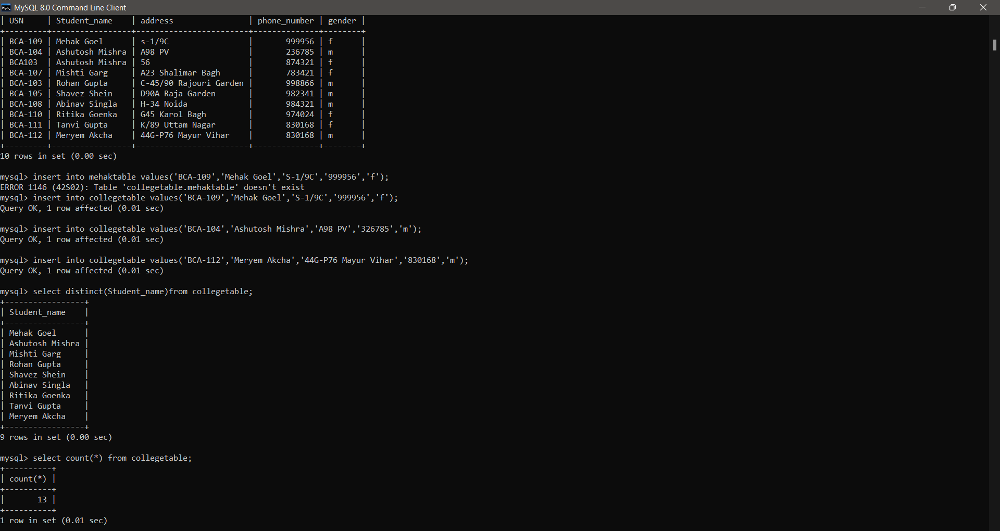 MySQL 8.0 Command Line Client
| USN     | Student_name    | address                | phone_number | gender |
+---------+-----------------+------------------------+--------------+--------+
| BCA-109 | Mehak Goel      | s-1/9C                 |       999956 | f      |
| BCA-104 | Ashutosh Mishra | A98 PV                 |       236785 | m      |
| BCA103  | Ashutosh Mishra | 56                     |       874321 | f      |
| BCA-107 | Mishti Garg     | A23 Shalimar Bagh      |       783421 | f      |
| BCA-103 | Rohan Gupta     | C-45/90 Rajouri Garden |       998866 | m      |
| BCA-105 | Shavez Shein    | D90A Raja Garden       |       982341 | m      |
| BCA-108 | Abinav Singla   | H-34 Noida             |       984321 | m      |
| BCA-110 | Ritika Goenka   | G45 Karol Bagh         |       974024 | f      |
| BCA-111 | Tanvi Gupta     | K/89 Uttam Nagar       |       830168 | f      |
| BCA-112 | Meryem Akcha    | 44G-P76 Mayur Vihar    |       830168 | m      |
+---------+-----------------+------------------------+--------------+--------+
10 rows in set (0.00 sec)
mysql> insert into mehaktable values('BCA-109','Mehak Goel','S-1/9C','999956','f');
ERROR 1146 (42S02): Table 'collegetable.mehaktable' doesn't exist
mysql> insert into collegetable values('BCA-109','Mehak Goel','S-1/9C','999956','f');
Query OK, 1 row affected (0.01 sec)
mysql> insert into collegetable values('BCA-104','Ashutosh Mishra','A98 PV','326785','m');
Query OK, 1 row affected (0.01 sec)
mysql> insert into collegetable values('BCA-112','Meryem Akcha','44G-P76 Mayur Vihar','830168','m');
Query OK, 1 row affected (0.01 sec)
mysql> select distinct(Student_name)from collegetable;
+-----------------+
| Student_name    |
+-----------------+
| Mehak Goel      |
| Ashutosh Mishra |
| Mishti Garg     |
| Rohan Gupta     |
| Shavez Shein    |
| Abinav Singla   |
| Ritika Goenka   |
| Tanvi Gupta     |
| Meryem Akcha    |
+-----------------+
9 rows in set (0.00 sec)
mysql> select count(*) from collegetable;
+----------+
| count(*) |
+----------+
|       13 |
+----------+
1 row in set (0.01 sec)